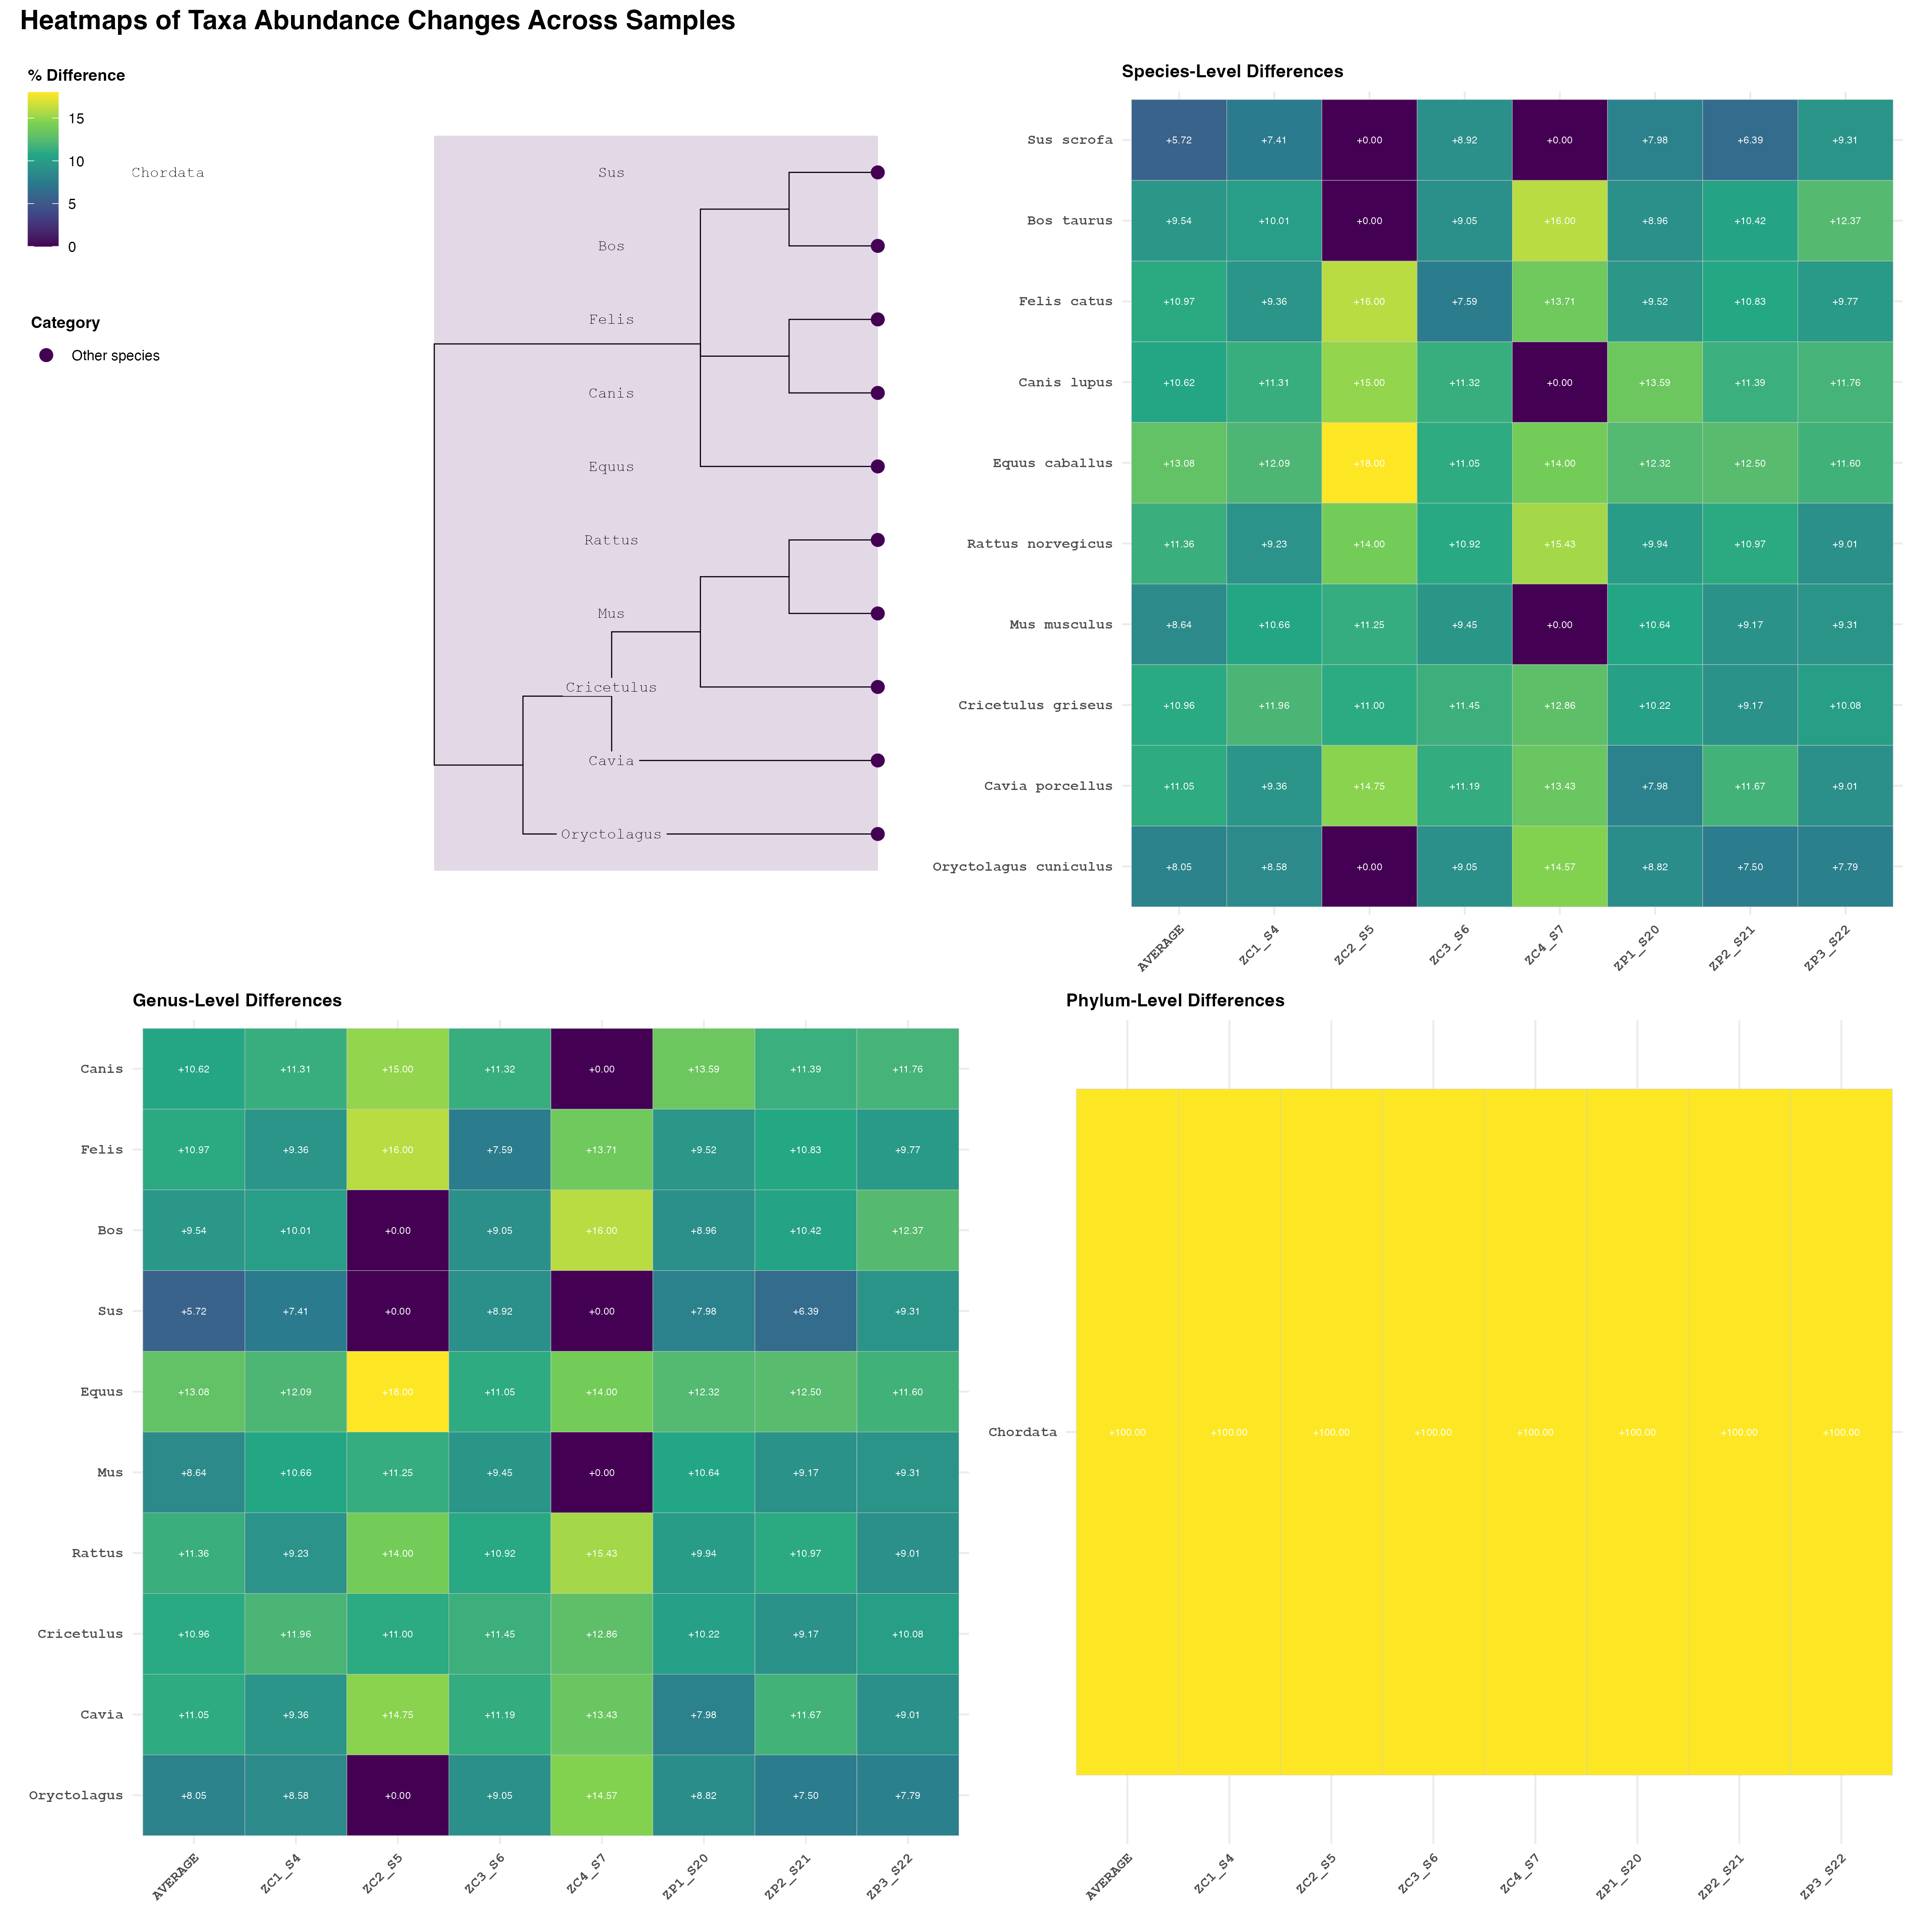 Heatmaps of Taxa Abundance Changes Across Samples
% Difference
15
10
5
0
Category
Other species
Chordata
Sus
Bos
Felis
Canis
Equus
Rattus
Mus
Cricetulus
Cavia
Oryctolagus
Species-Level Differences
Sus scrofa +5.72 +7.41 +0.00 +8.92 +0.00 +7.98 +6.39 +9.31
Bos taurus +9.54 +10.01 +0.00 +9.05 +16.00 +8.96 +10.42 +12.37
Felis catus +10.97 +9.36 +16.00 +7.59 +13.71 +9.52 +10.83 +9.77
Canis lupus +10.62 +11.31 +15.00 +11.32 +0.00 +13.59 +11.39 +11.76
Equus caballus +13.08 +12.09 +18.00 +11.05 +14.00 +12.32 +12.50 +11.60
Rattus norvegicus +11.36 +9.23 +14.00 +10.92 +15.43 +9.94 +10.97 +9.01
Mus musculus +8.64 +10.66 +11.25 +9.45 +0.00 +10.64 +9.17 +9.31
Cricetulus griseus +10.96 +11.96 +11.00 +11.45 +12.86 +10.22 +9.17 +10.08
Cavia porcellus +11.05 +9.36 +14.75 +11.19 +13.43 +7.98 +11.67 +9.01
Oryctolagus cuniculus +8.05 +8.58 +0.00 +9.05 +14.57 +8.82 +7.50 +7.79
AVERAGE ZC1_S4 ZC2_S5 ZC3_S6 ZC4_S7 ZP1_S20 ZP2_S21 ZP3_S22
Genus-Level Differences
Canis +10.62 +11.31 +15.00 +11.32 +0.00 +13.59 +11.39 +11.76
Felis +10.97 +9.36 +16.00 +7.59 +13.71 +9.52 +10.83 +9.77
Bos +9.54 +10.01 +0.00 +9.05 +16.00 +8.96 +10.42 +12.37
Sus +5.72 +7.41 +0.00 +8.92 +0.00 +7.98 +6.39 +9.31
Equus +13.08 +12.09 +18.00 +11.05 +14.00 +12.32 +12.50 +11.60
Mus +8.64 +10.66 +11.25 +9.45 +0.00 +10.64 +9.17 +9.31
Rattus +11.36 +9.23 +14.00 +10.92 +15.43 +9.94 +10.97 +9.01
Cricetulus +10.96 +11.96 +11.00 +11.45 +12.86 +10.22 +9.17 +10.08
Cavia +11.05 +9.36 +14.75 +11.19 +13.43 +7.98 +11.67 +9.01
Oryctolagus +8.05 +8.58 +0.00 +9.05 +14.57 +8.82 +7.50 +7.79
AVERAGE ZC1_S4 ZC2_S5 ZC3_S6 ZC4_S7 ZP1_S20 ZP2_S21 ZP3_S22
Phylum-Level Differences
Chordata +100.00 +100.00 +100.00 +100.00 +100.00 +100.00 +100.00 +100.00
AVERAGE ZC1_S4 ZC2_S5 ZC3_S6 ZC4_S7 ZP1_S20 ZP2_S21 ZP3_S22